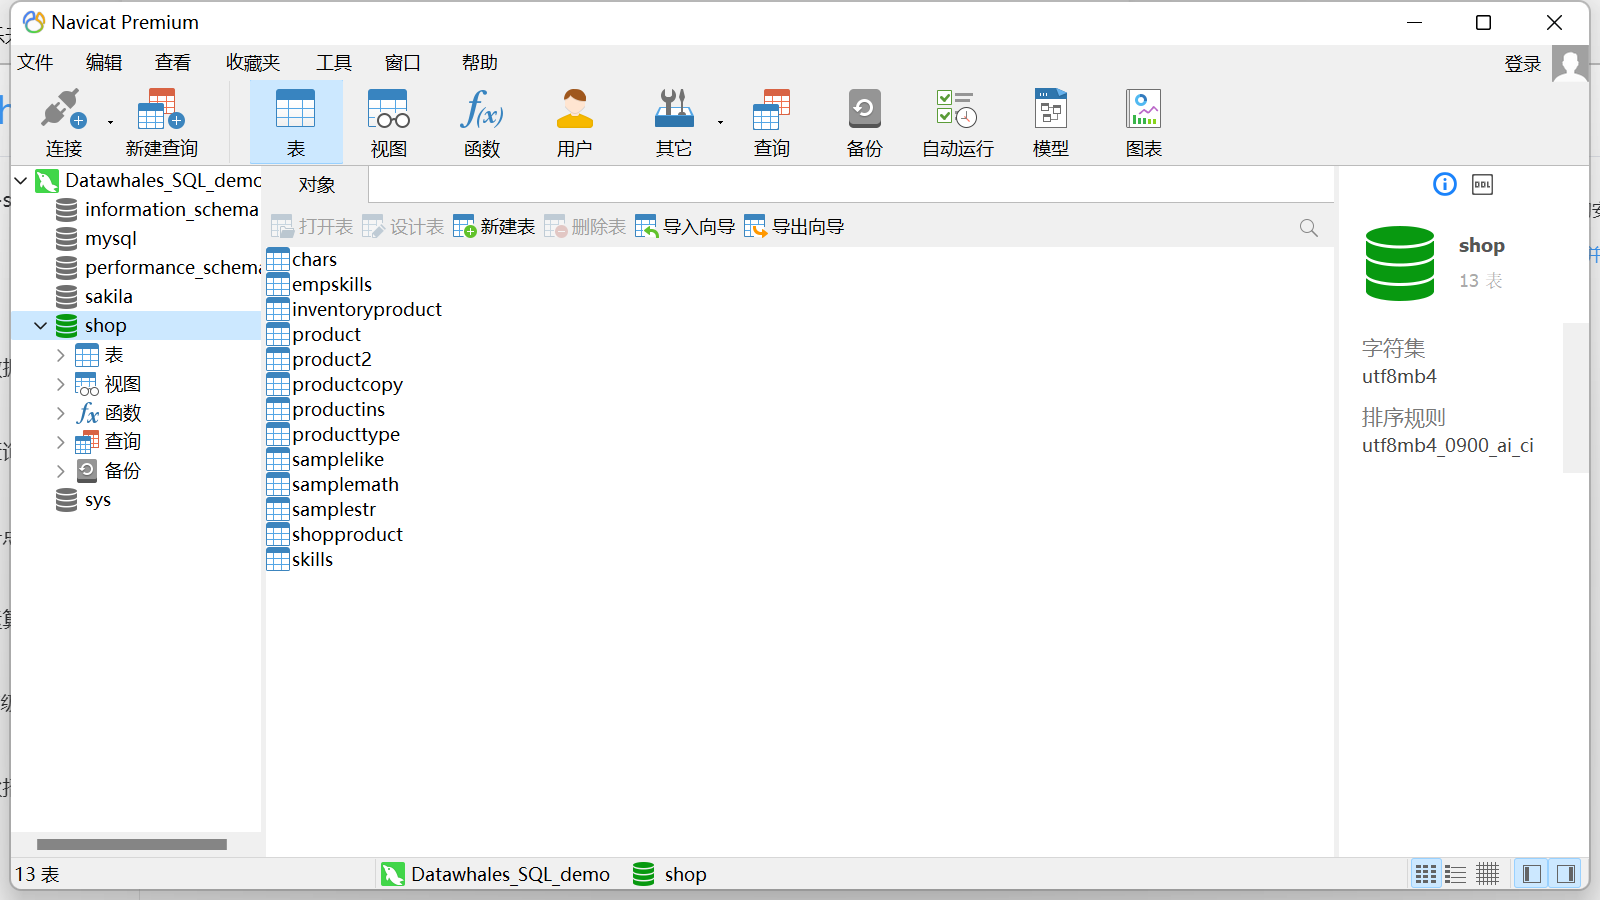 Navicat Premium
文件 编辑 查看 收藏夹 工具 窗口 帮助 登录
连接 新建查询 表 视图 函数 用户 其它 查询 备份 自动运行 模型 图表
f(x)
Datawhales_SQL_demo
information_schema
mysql
performance_schema
sakila
shop
表
视图
fx 函数
查询
备份
sys
对象
打开表 设计表 新建表 删除表 导入向导 导出向导
chars
empskills
inventoryproduct
product
product2
productcopy
productins
producttype
samplelike
samplemath
samplestr
shopproduct
skills
DDL
shop
13 表
字符集
utf8mb4
排序规则
utf8mb4_0900_ai_ci
13 表 Datawhales_SQL_demo shop